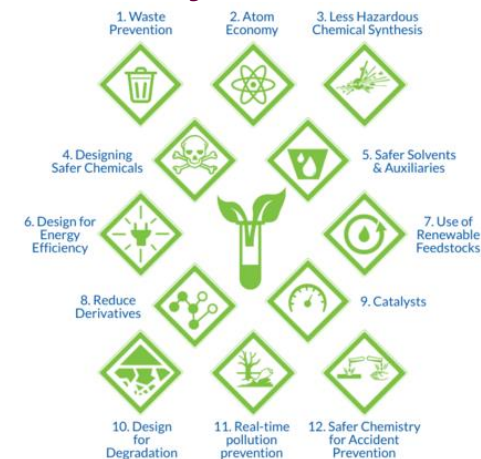 1. Waste
Prevention
2. Atom
Economy
3. Less Hazardous
Chemical Synthesis
4. Designing
Safer Chemicals
5. Safer Solvents
& Auxiliaries
6. Design for
Energy
Efficiency
7. Use of
Renewable
Feedstocks
8. Reduce
Derivatives
9. Catalysts
10. Design
for
Degradation
11. Real-time
pollution
prevention
12. Safer Chemistry
for Accident
Prevention